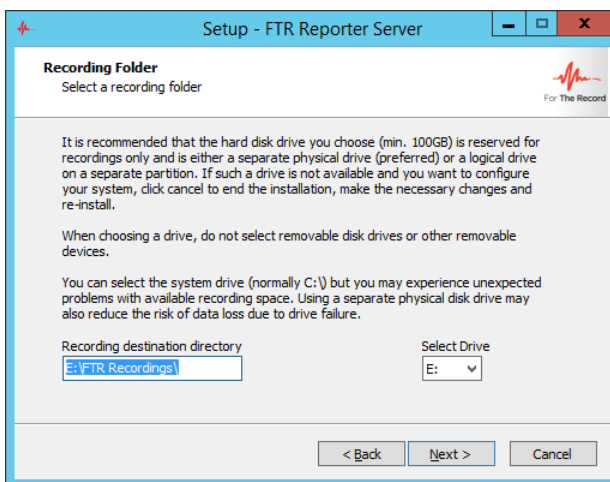 Setup - FTR Reporter Server
Recording Folder
Select a recording folder
For The Record
It is recommended that the hard disk drive you choose (min. 100GB) is reserved for
recordings only and is either a separate physical drive (preferred) or a logical drive
on a separate partition. If such a drive is not available and you want to configure
your system, click cancel to end the installation, make the necessary changes and
re-install.
When choosing a drive, do not select removable disk drives or other removable
devices.
You can select the system drive (normally C:\) but you may experience unexpected
problems with available recording space. Using a separate physical disk drive may
also reduce the risk of data loss due to drive failure.
Recording destination directory Select Drive
E:\FTR Recordings\ E:
< Back Next > Cancel